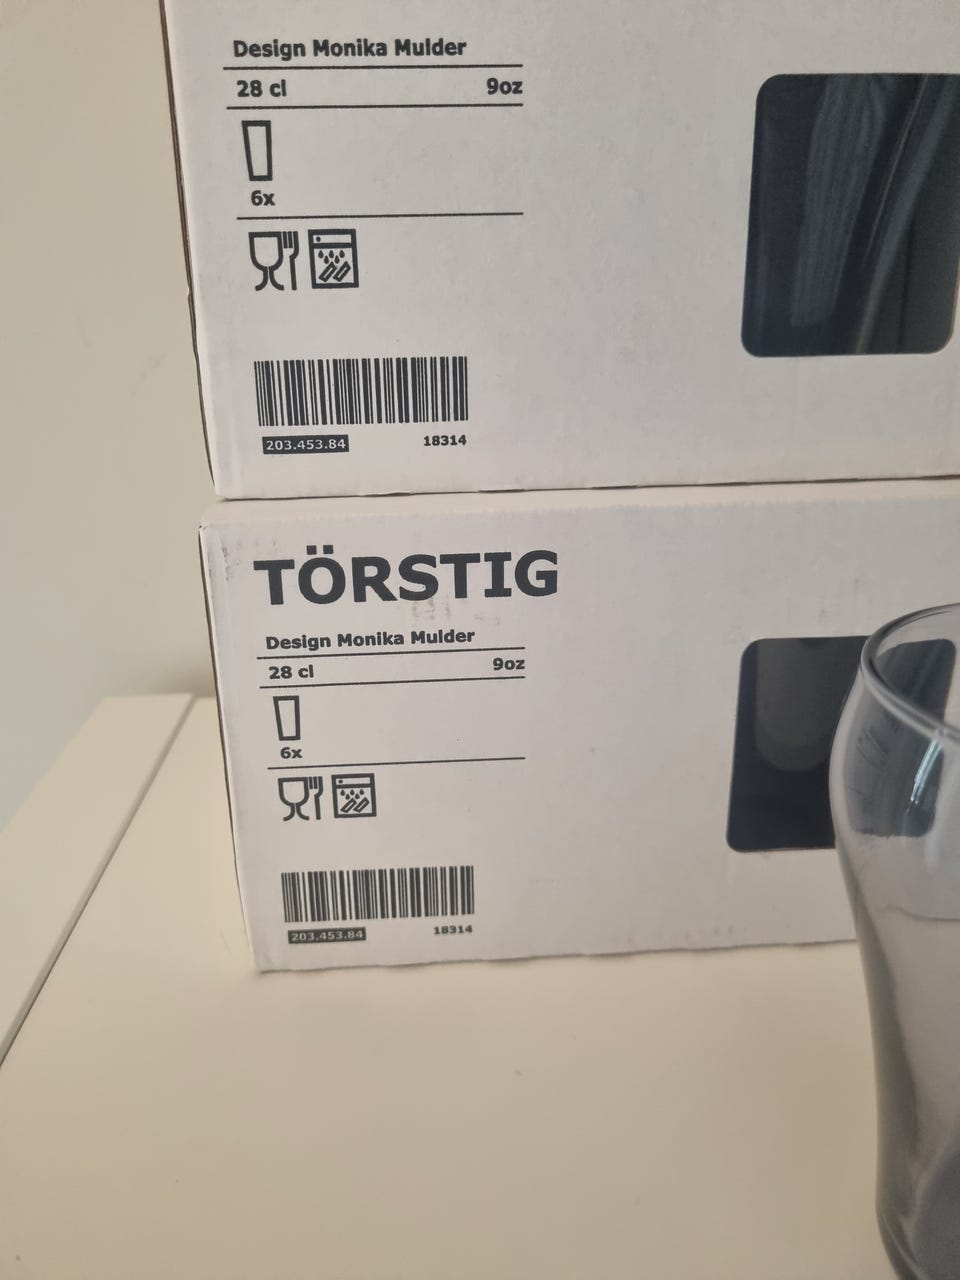 Design Monika Mulder
28 cl 9oz
6x
203.453.84 18314
TÖRSTIG
Design Monika Mulder
28 cl 9oz
6x
203.453.84 18314